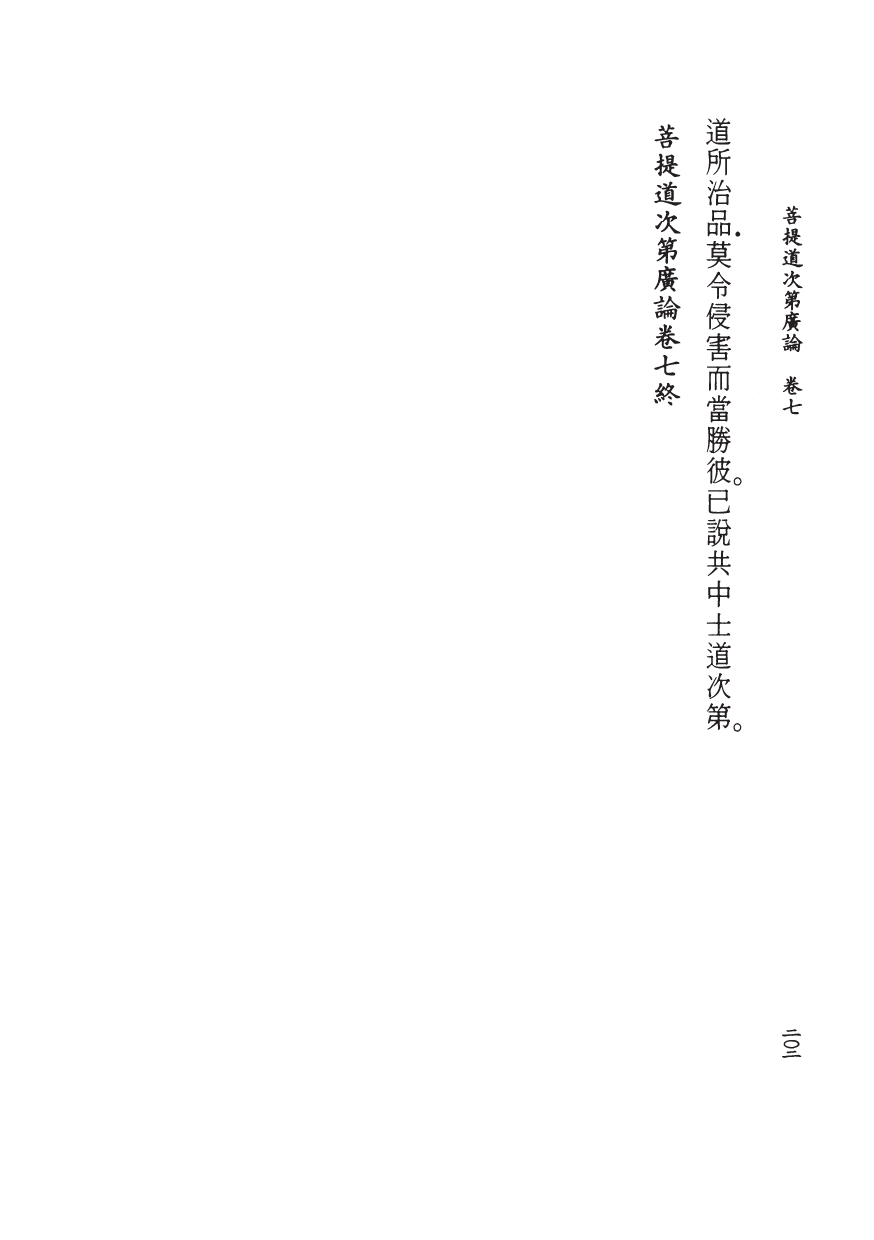 菩提道次第廣論　卷七
二〇三
道所治品．莫令侵害而當勝彼。已說共中士道次第。
菩提道次第廣論卷七終